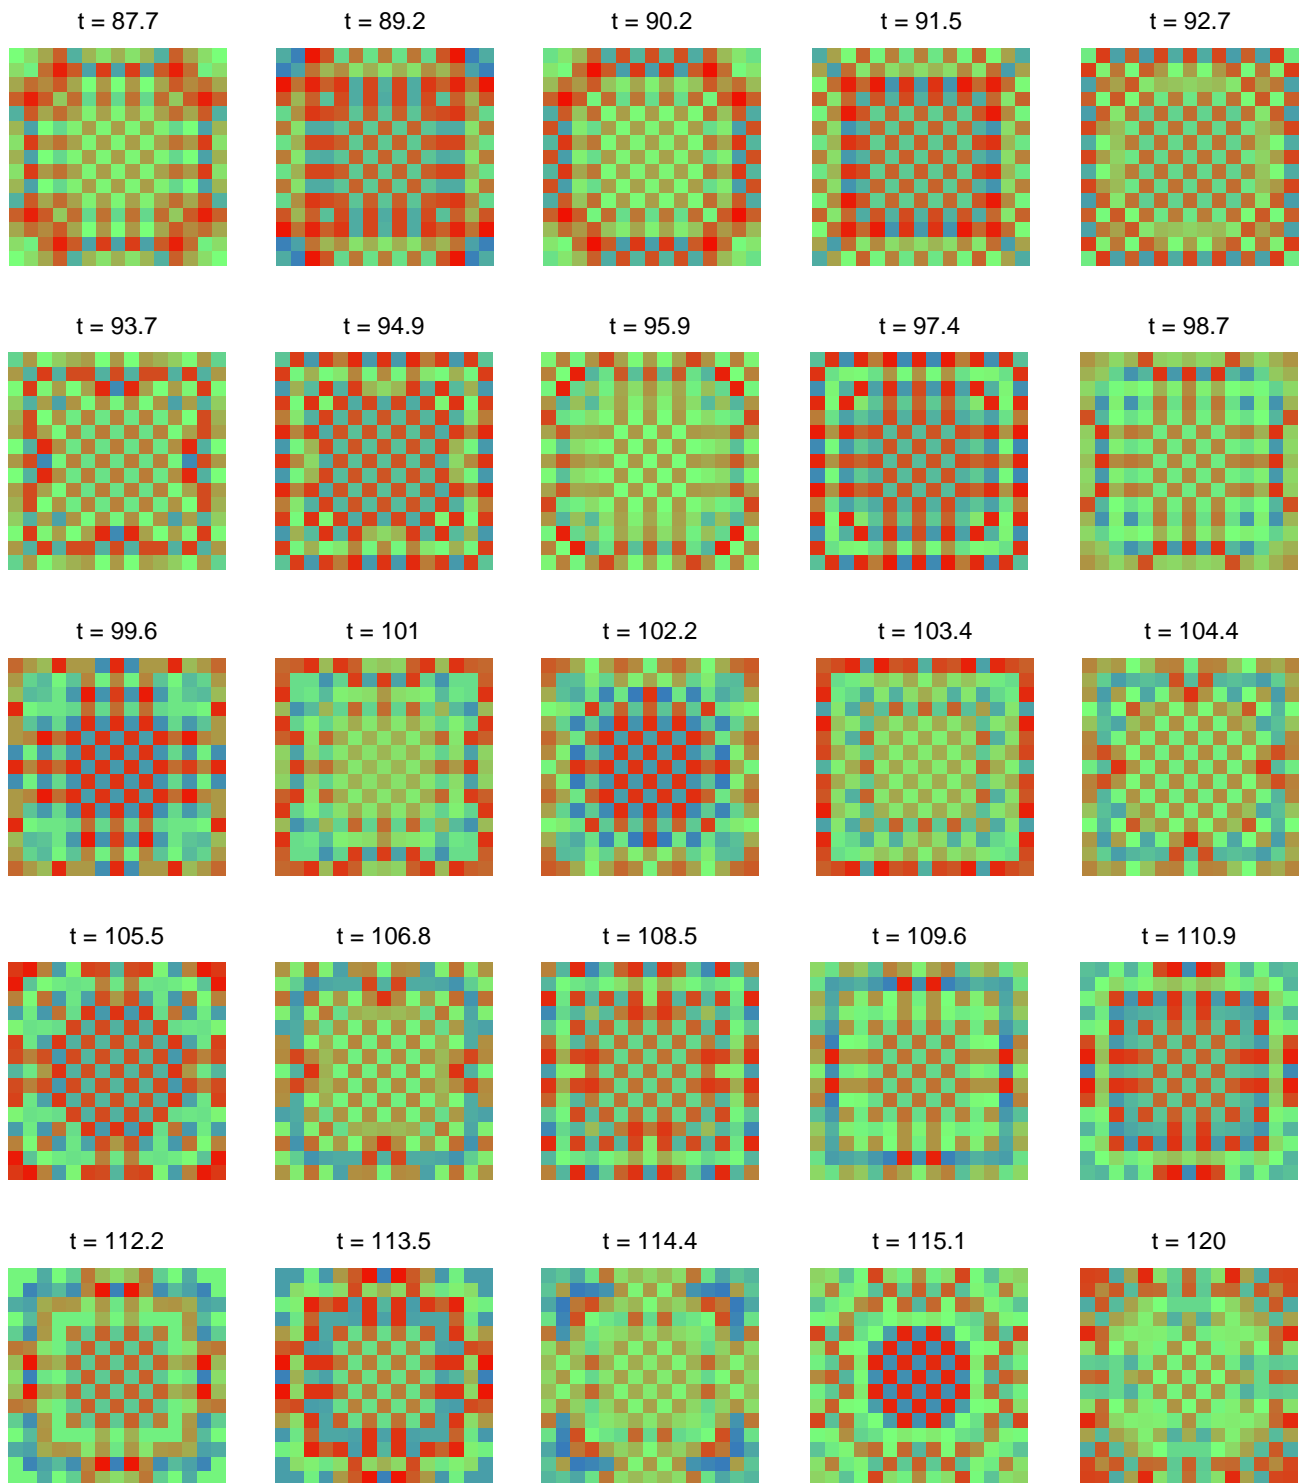 t = 87.7 t = 89.2 t = 90.2 t = 91.5 t = 92.7
t = 93.7 t = 94.9 t = 95.9 t = 97.4 t = 98.7
t = 99.6 t = 101 t = 102.2 t = 103.4 t = 104.4
t = 105.5 t = 106.8 t = 108.5 t = 109.6 t = 110.9
t = 112.2 t = 113.5 t = 114.4 t = 115.1 t = 120